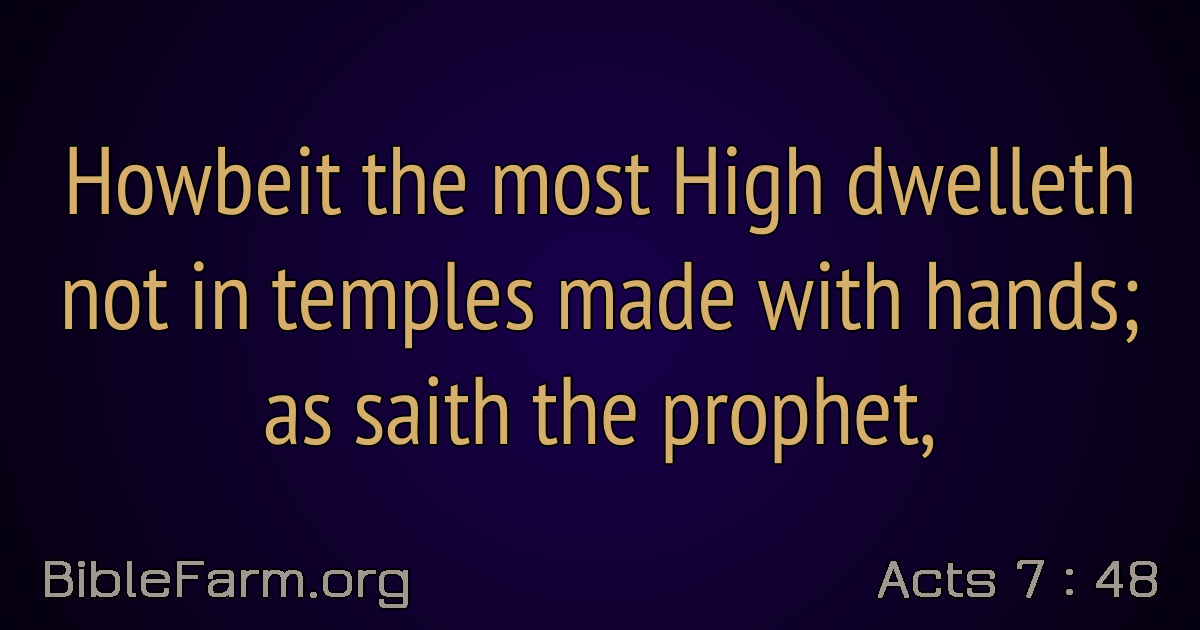 Howbeit the most High dwelleth
not in temples made with hands;
as saith the prophet,
BibleFarm.org
Acts 7 : 48